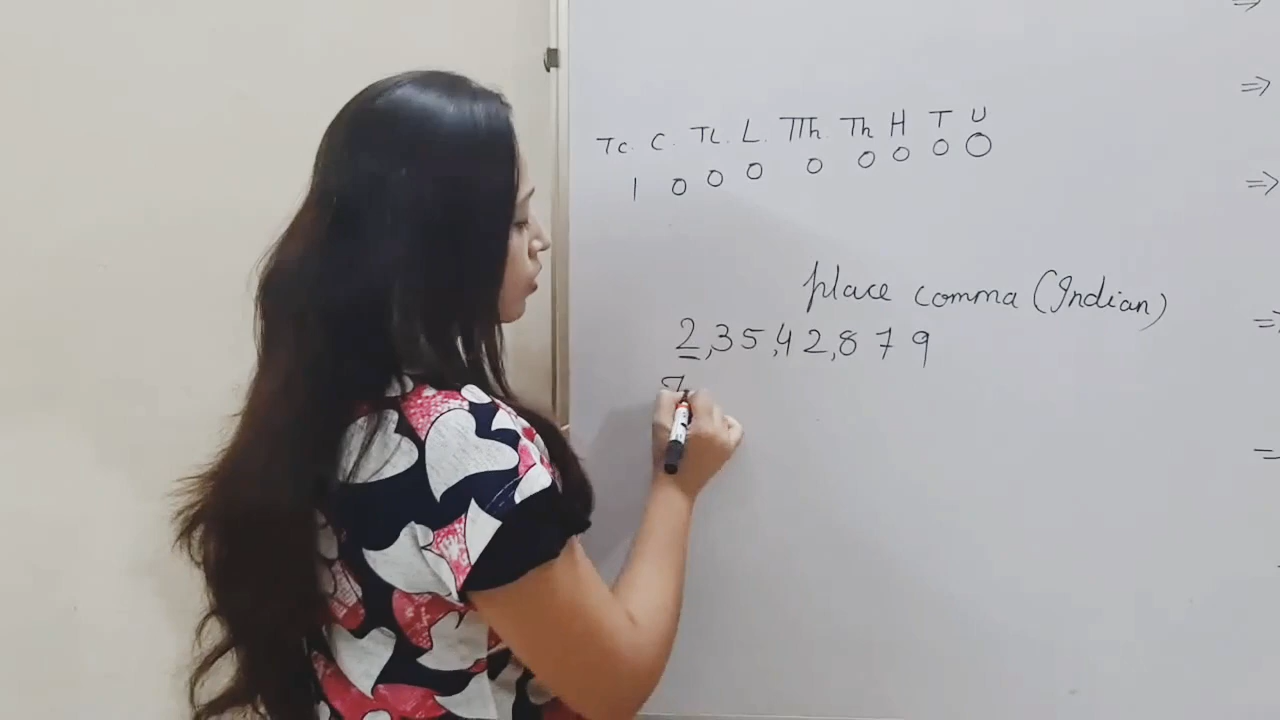 Tc. C. TL. L. TTh. Th H T U
1 0 0 0 0 0 0 0 0
place comma (Indian)
2,35,42,879
7
⇒
⇒
⇒
⇒